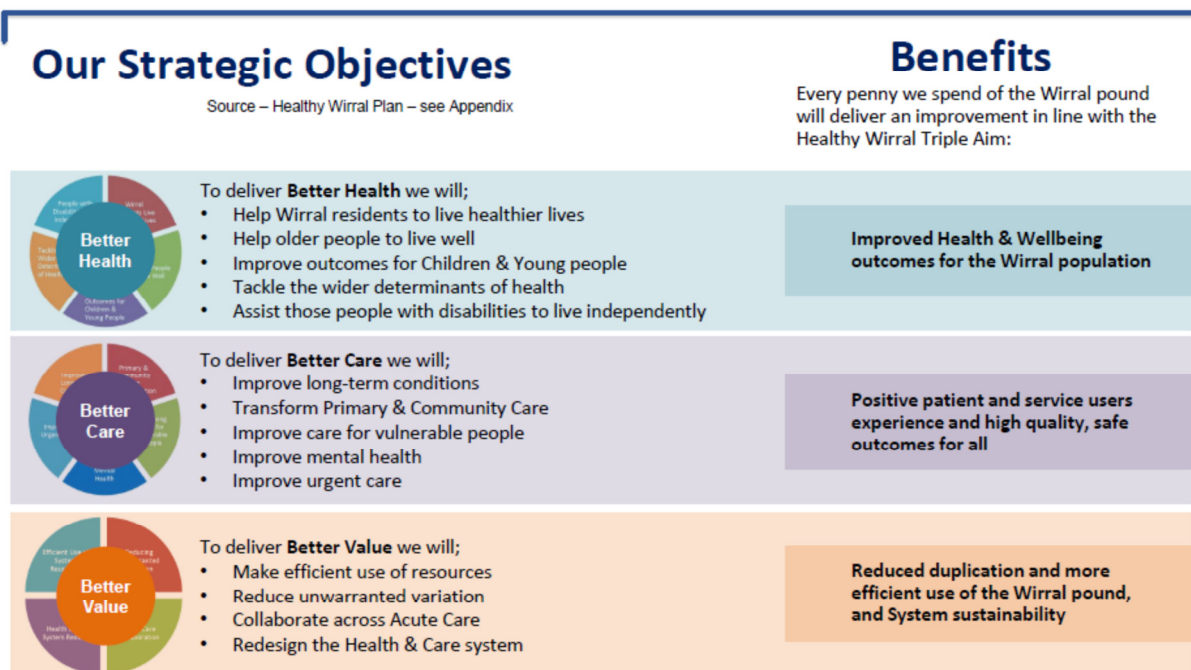 Our Strategic Objectives
Source – Healthy Wirral Plan – see Appendix
Benefits
Every penny we spend of the Wirral pound
will deliver an improvement in line with the
Healthy Wirral Triple Aim:
Better
Health
To deliver Better Health we will;
• Help Wirral residents to live healthier lives
• Help older people to live well
• Improve outcomes for Children & Young people
• Tackle the wider determinants of health
• Assist those people with disabilities to live independently
Outcomes for
Children &
Young People
Improved Health & Wellbeing
outcomes for the Wirral population
Better
Care
Mental
Health
To deliver Better Care we will;
• Improve long-term conditions
• Transform Primary & Community Care
• Improve care for vulnerable people
• Improve mental health
• Improve urgent care
Positive patient and service users
experience and high quality, safe
outcomes for all
Better
Value
To deliver Better Value we will;
• Make efficient use of resources
• Reduce unwarranted variation
• Collaborate across Acute Care
• Redesign the Health & Care system
Reduced duplication and more
efficient use of the Wirral pound,
and System sustainability